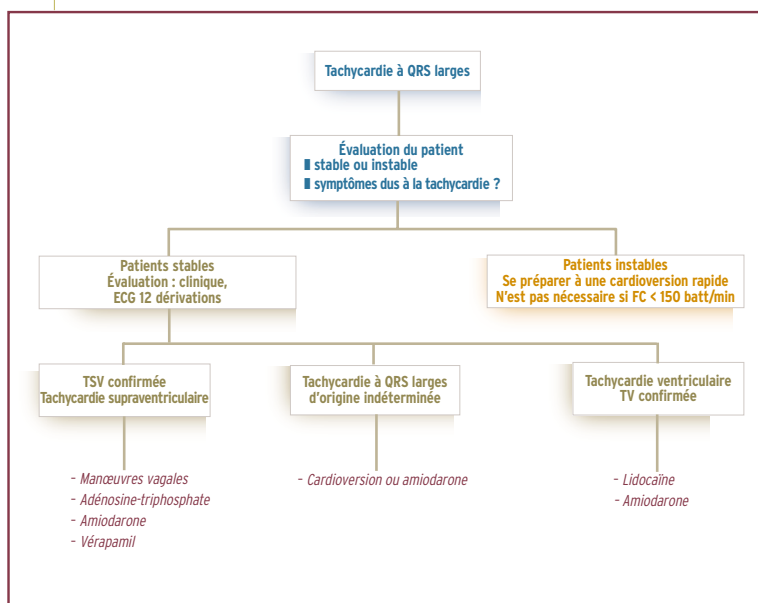 Tachycardie à QRS larges
Évaluation du patient
▮ stable ou instable
▮ symptômes dus à la tachycardie ?
Patients stables
Évaluation : clinique,
ECG 12 dérivations
Patients instables
Se préparer à une cardioversion rapide
N'est pas nécessaire si FC < 150 batt/min
TSV confirmée
Tachycardie supraventriculaire
Tachycardie à QRS larges
d'origine indéterminée
Tachycardie ventriculaire
TV confirmée
- Manœuvres vagales
- Adénosine-triphosphate
- Amiodarone
- Vérapamil
- Cardioversion ou amiodarone
- Lidocaïne
- Amiodarone